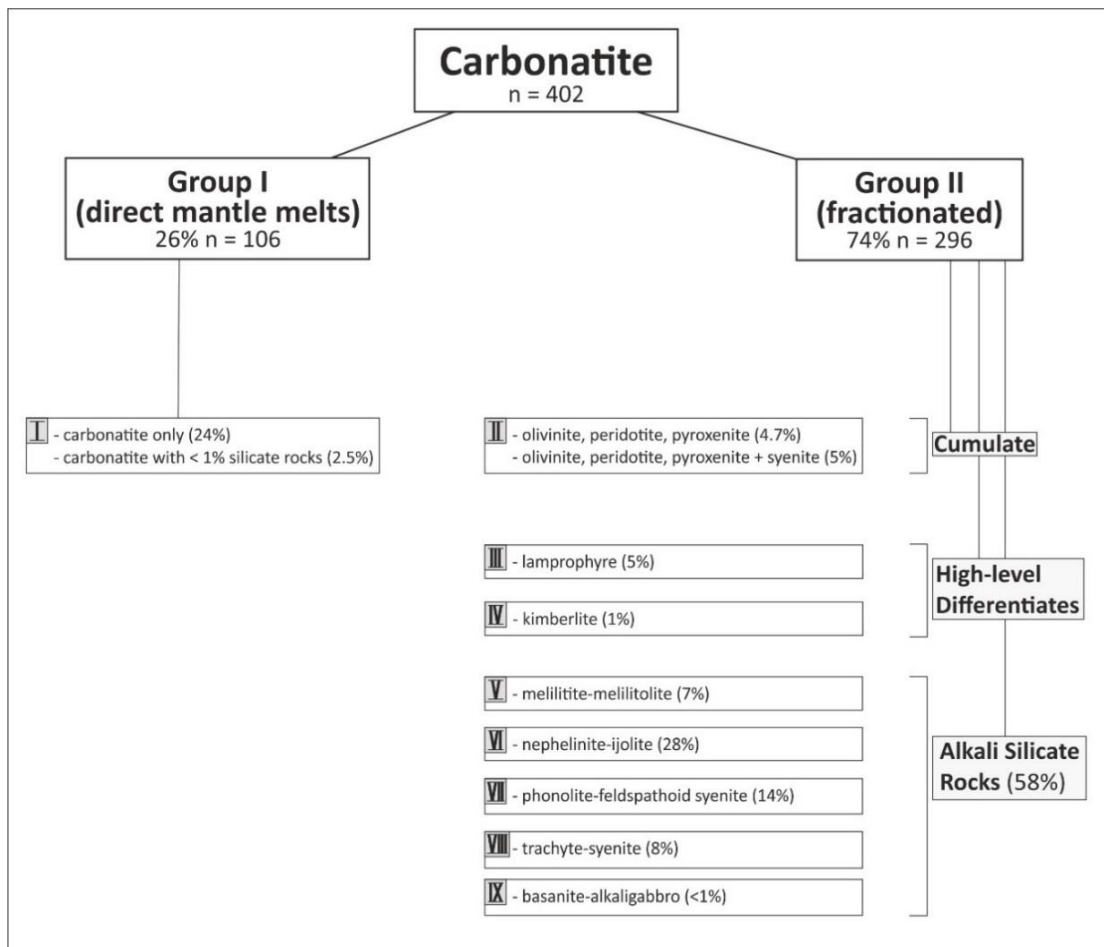 Carbonatite
n = 402
Group I
(direct mantle melts)
26% n = 106
Group II
(fractionated)
74% n = 296
I - carbonatite only (24%)
- carbonatite with < 1% silicate rocks (2.5%)
II - olivinite, peridotite, pyroxenite (4.7%)
- olivinite, peridotite, pyroxenite + syenite (5%)
Cumulate
III - lamprophyre (5%)
IV - kimberlite (1%)
High-level
Differentiates
V - melilitite-melilitolite (7%)
VI - nephelinite-ijolite (28%)
VII - phonolite-feldspathoid syenite (14%)
VIII - trachyte-syenite (8%)
IX - basanite-alkaligabbro (<1%)
Alkali Silicate
Rocks (58%)